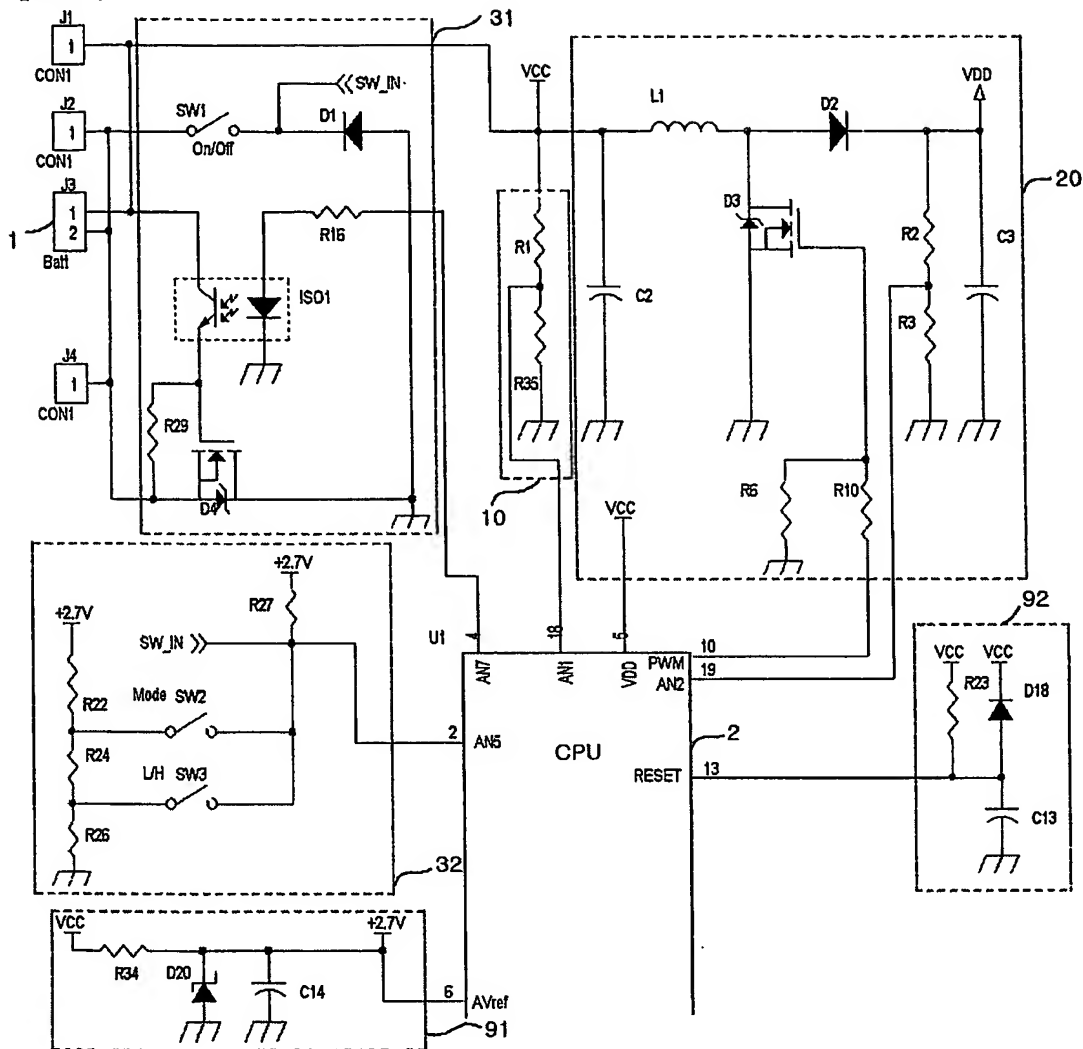 J1
1
CON1
31
J2
1
CON1
SW1
On/Off
SW_IN
D1
VCC
L1
D2
VDD
20
J3
1
2
Batt
1
R16
ISO1
R1
R35
C2
D3
R2
R3
C3
J4
1
CON1
R29
D4
10
VCC
R6
R10
+2.7V
R27
+2.7V
SW_IN
R22
Mode SW2
R24
L/H SW3
R26
32
U1
4
18
5
AN7
AN1
VDD
PWM
10
AN2
19
2
AN5
CPU
2
RESET
13
92
VCC
VCC
R23
D18
C13
VCC
+2.7V
R34
D20
C14
6
AVref
91